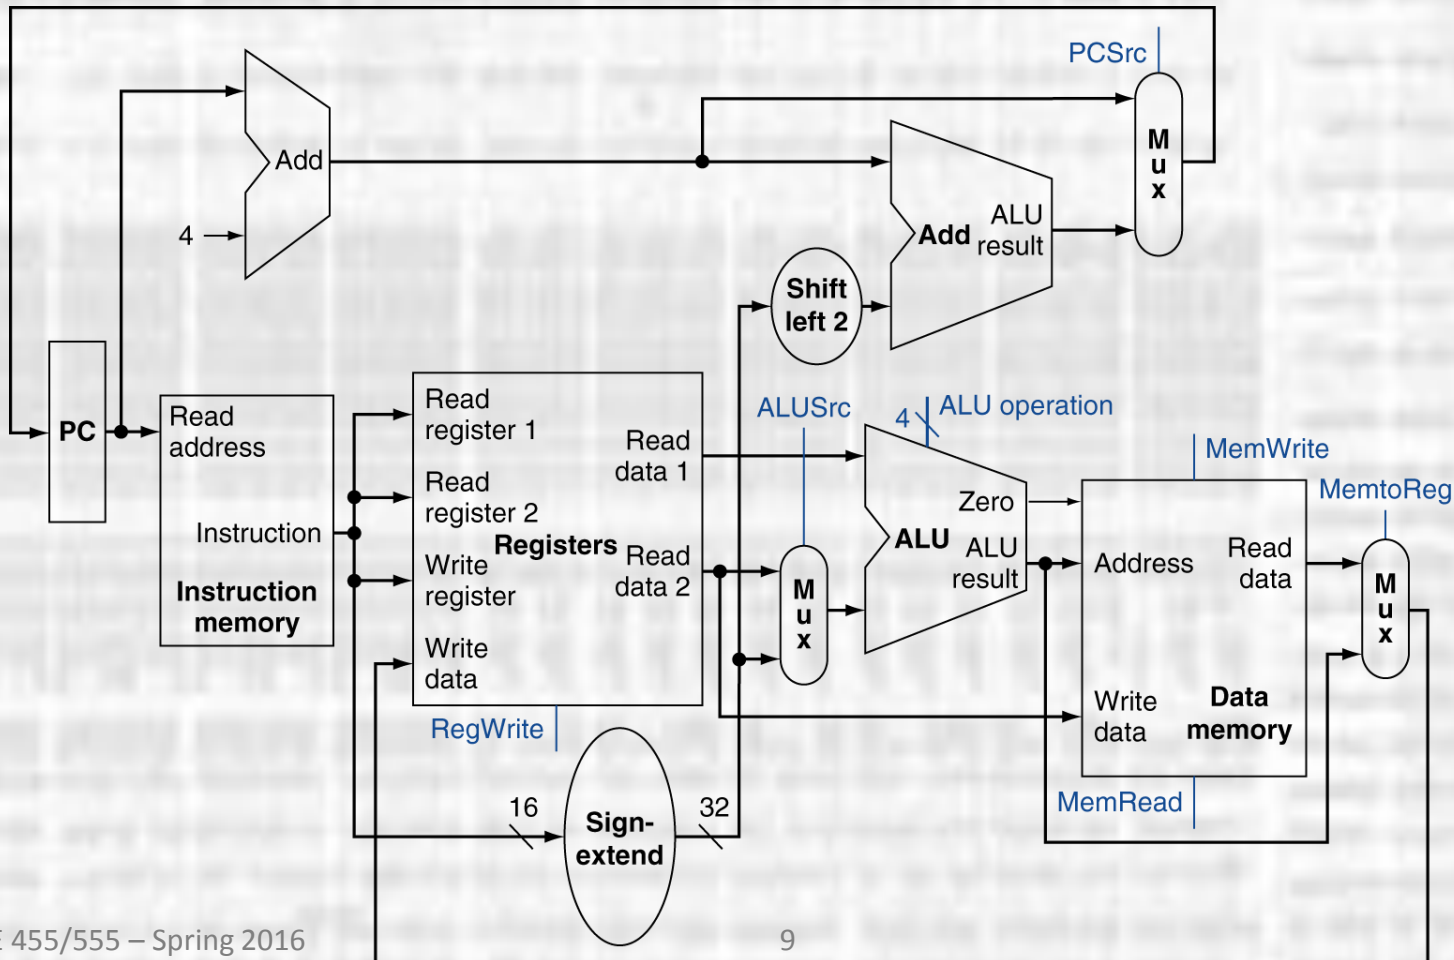 PCSrc
M
u
x
Add
4
Add
ALU
result
Shift
left 2
PC
Read
address
Instruction
Instruction
memory
Read
register 1
Read
register 2
Write
register
Write
data
Registers
Read
data 1
Read
data 2
RegWrite
16
Sign-
extend
32
ALUSrc
M
u
x
4
ALU operation
Zero
ALU
ALU
result
MemWrite
Address
Read
data
Write
data
Data
memory
MemRead
MemtoReg
M
u
x
455/555 – Spring 2016
9